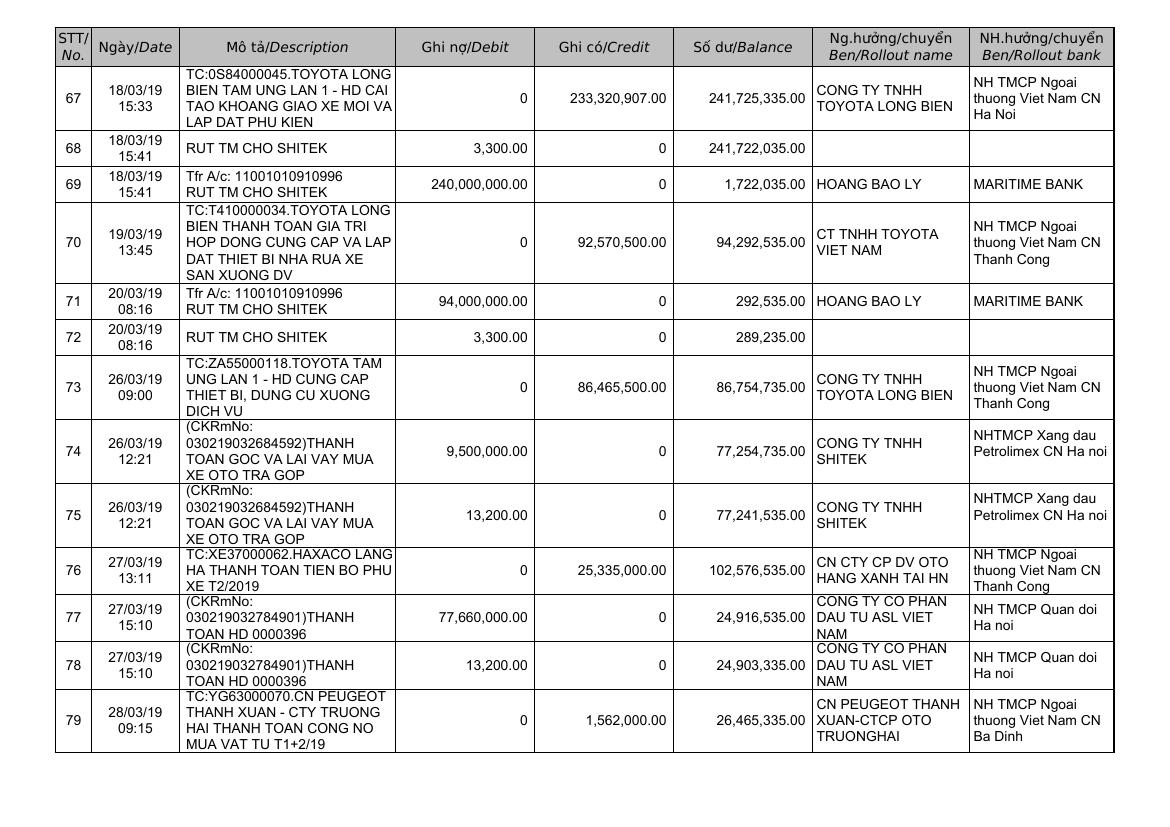 STT/
No.
Ngày/Date
Mô tả/Description
Ghi nợ/Debit
Ghi có/Credit
Số dư/Balance
Ng.hưởng/chuyển
Ben/Rollout name
NH.hưởng/chuyển
Ben/Rollout bank
67
18/03/19
15:33
TC:0S84000045.TOYOTA LONG
BIEN TAM UNG LAN 1 - HD CAI
TAO KHOANG GIAO XE MOI VA
LAP DAT PHU KIEN
0
233,320,907.00
241,725,335.00
CONG TY TNHH
TOYOTA LONG BIEN
NH TMCP Ngoai
thuong Viet Nam CN
Ha Noi
68
18/03/19
15:41
RUT TM CHO SHITEK
3,300.00
0
241,722,035.00
69
18/03/19
15:41
Tfr A/c: 11001010910996
RUT TM CHO SHITEK
240,000,000.00
0
1,722,035.00
HOANG BAO LY
MARITIME BANK
70
19/03/19
13:45
TC:T410000034.TOYOTA LONG
BIEN THANH TOAN GIA TRI
HOP DONG CUNG CAP VA LAP
DAT THIET BI NHA RUA XE
SAN XUONG DV
0
92,570,500.00
94,292,535.00
CT TNHH TOYOTA
VIET NAM
NH TMCP Ngoai
thuong Viet Nam CN
Thanh Cong
71
20/03/19
08:16
Tfr A/c: 11001010910996
RUT TM CHO SHITEK
94,000,000.00
0
292,535.00
HOANG BAO LY
MARITIME BANK
72
20/03/19
08:16
RUT TM CHO SHITEK
3,300.00
0
289,235.00
73
26/03/19
09:00
TC:ZA55000118.TOYOTA TAM
UNG LAN 1 - HD CUNG CAP
THIET BI, DUNG CU XUONG
DICH VU
0
86,465,500.00
86,754,735.00
CONG TY TNHH
TOYOTA LONG BIEN
NH TMCP Ngoai
thuong Viet Nam CN
Thanh Cong
74
26/03/19
12:21
(CKRmNo:
030219032684592)THANH
TOAN GOC VA LAI VAY MUA
XE OTO TRA GOP
9,500,000.00
0
77,254,735.00
CONG TY TNHH
SHITEK
NHTMCP Xang dau
Petrolimex CN Ha noi
75
26/03/19
12:21
(CKRmNo:
030219032684592)THANH
TOAN GOC VA LAI VAY MUA
XE OTO TRA GOP
13,200.00
0
77,241,535.00
CONG TY TNHH
SHITEK
NHTMCP Xang dau
Petrolimex CN Ha noi
76
27/03/19
13:11
TC:XE37000062.HAXACO LANG
HA THANH TOAN TIEN BO PHU
XE T2/2019
0
25,335,000.00
102,576,535.00
CN CTY CP DV OTO
HANG XANH TAI HN
NH TMCP Ngoai
thuong Viet Nam CN
Thanh Cong
77
27/03/19
15:10
(CKRmNo:
030219032784901)THANH
TOAN HD 0000396
77,660,000.00
0
24,916,535.00
CONG TY CO PHAN
DAU TU ASL VIET
NAM
NH TMCP Quan doi
Ha noi
78
27/03/19
15:10
(CKRmNo:
030219032784901)THANH
TOAN HD 0000396
13,200.00
0
24,903,335.00
CONG TY CO PHAN
DAU TU ASL VIET
NAM
NH TMCP Quan doi
Ha noi
79
28/03/19
09:15
TC:YG63000070.CN PEUGEOT
THANH XUAN - CTY TRUONG
HAI THANH TOAN CONG NO
MUA VAT TU T1+2/19
0
1,562,000.00
26,465,335.00
CN PEUGEOT THANH
XUAN-CTCP OTO
TRUONGHAI
NH TMCP Ngoai
thuong Viet Nam CN
Ba Dinh